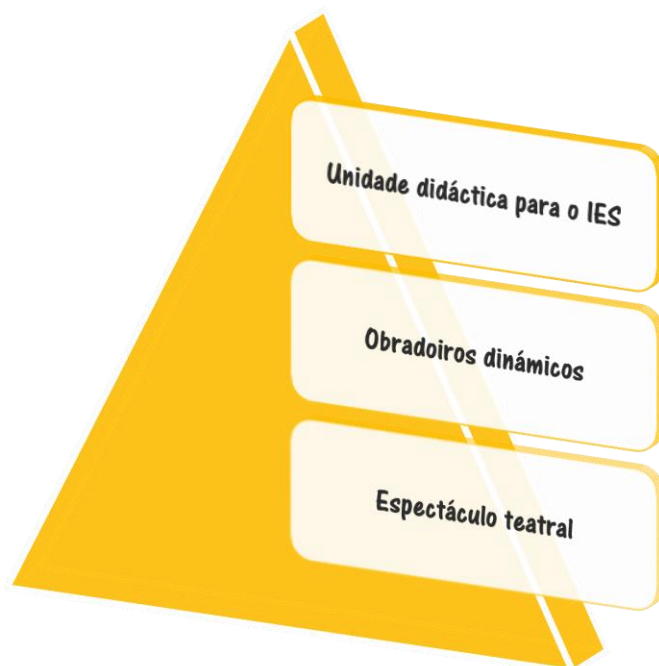 Unidade didáctica para o IES
Obradoiros dinámicos
Espectáculo teatral